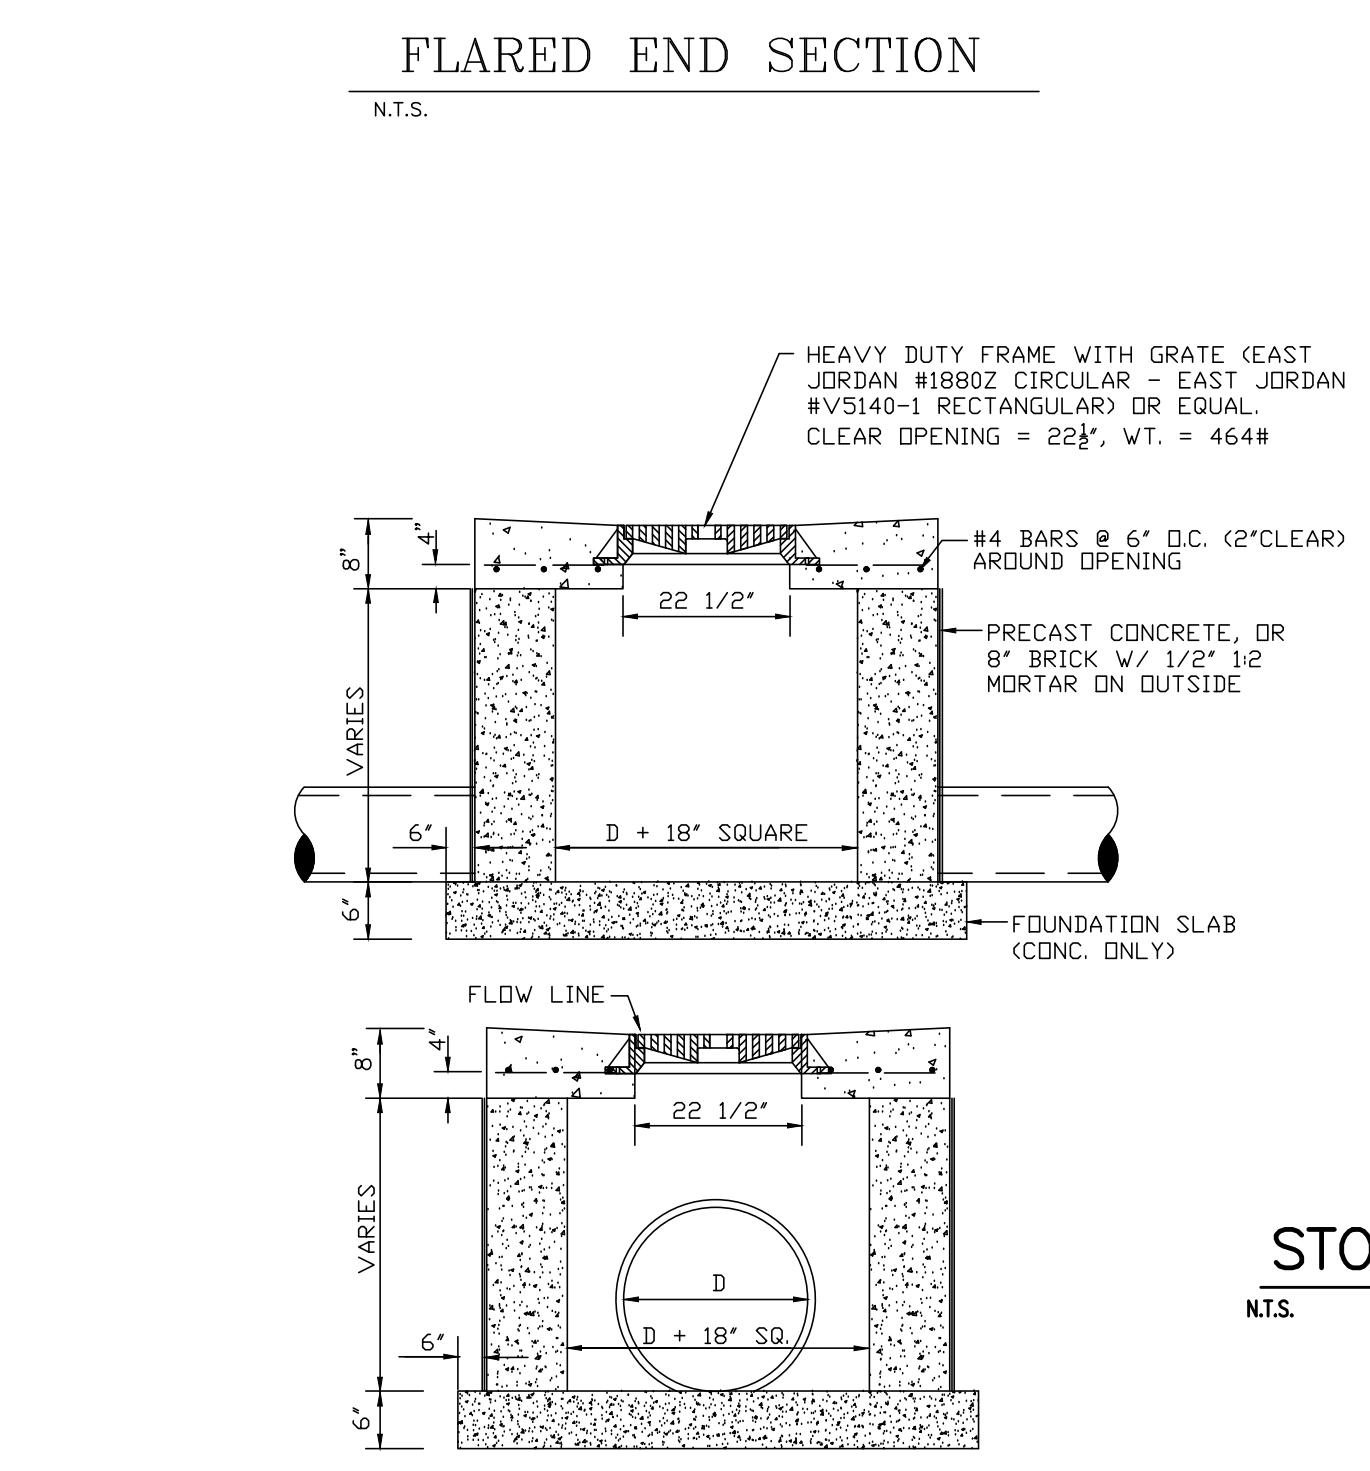 FLARED END SECTION
N.T.S.
HEAVY DUTY FRAME WITH GRATE (EAST
JORDAN #1880Z CIRCULAR - EAST JORDAN
#V5140-1 RECTANGULAR) OR EQUAL.
CLEAR OPENING = 22½", WT. = 464#
8"
4"
#4 BARS @ 6" O.C. (2"CLEAR)
AROUND OPENING
22 1/2"
PRECAST CONCRETE, OR
8" BRICK W/ 1/2" 1:2
MORTAR ON OUTSIDE
VARIES
6"
D + 18" SQUARE
6"
FOUNDATION SLAB
(CONC. ONLY)
FLOW LINE
8"
4"
22 1/2"
VARIES
D
D + 18" SQ.
6"
6"
STO
N.T.S.